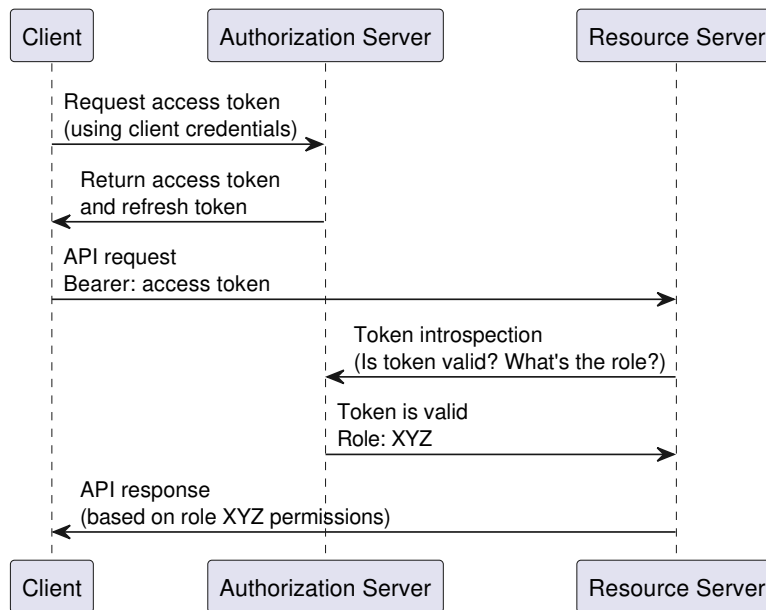 Client
Authorization Server
Resource Server
Request access token
(using client credentials)
Return access token
and refresh token
API request
Bearer: access token
Token introspection
(Is token valid? What's the role?)
Token is valid
Role: XYZ
API response
(based on role XYZ permissions)
Client
Authorization Server
Resource Server